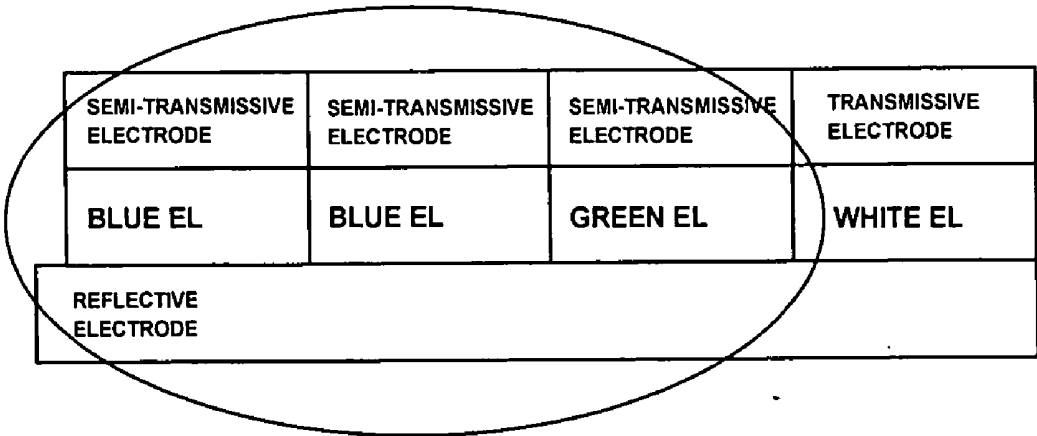 SEMI-TRANSMISSIVE
ELECTRODE
SEMI-TRANSMISSIVE
ELECTRODE
SEMI-TRANSMISSIVE
ELECTRODE
TRANSMISSIVE
ELECTRODE
BLUE EL
BLUE EL
GREEN EL
WHITE EL
REFLECTIVE
ELECTRODE